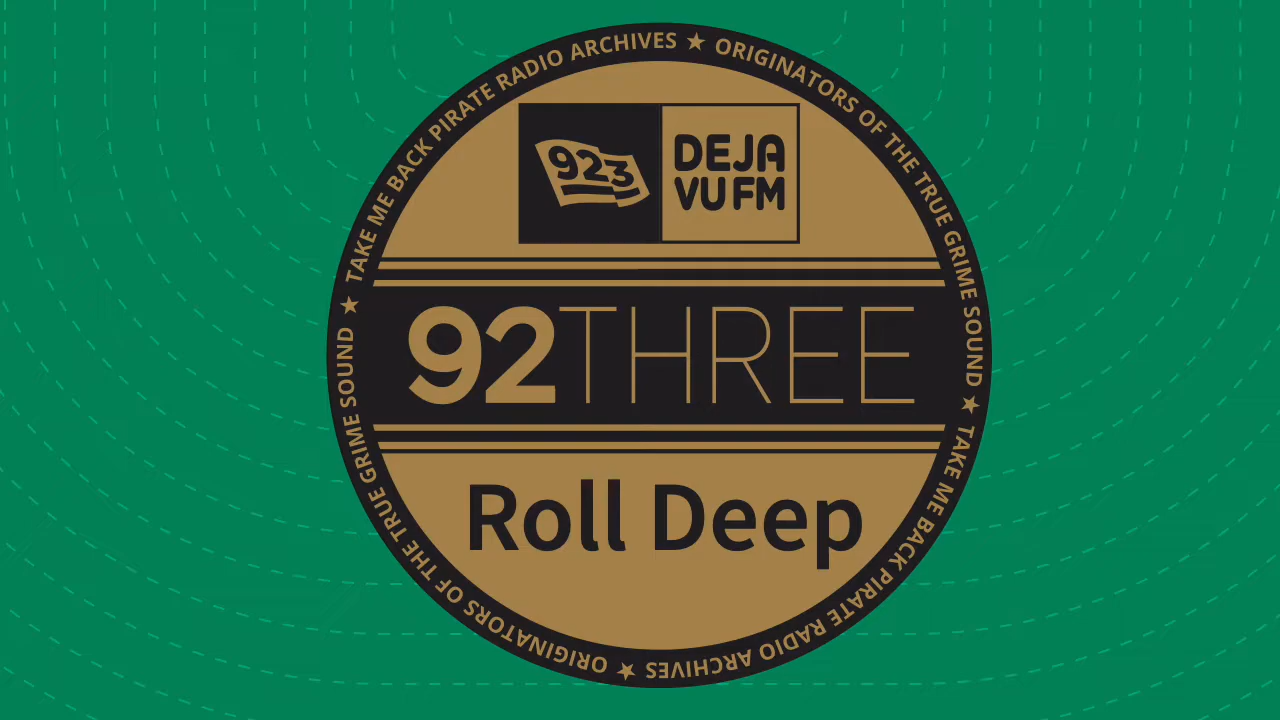 TAKE ME BACK PIRATE RADIO ARCHIVES ★ ORIGINATORS OF THE TRUE GRIME SOUND ★ TAKE ME BACK PIRATE RADIO ARCHIVES ★ ORIGINATORS OF THE TRUE GRIME SOUND ★
923
DEJA
VU FM
92THREE
Roll Deep